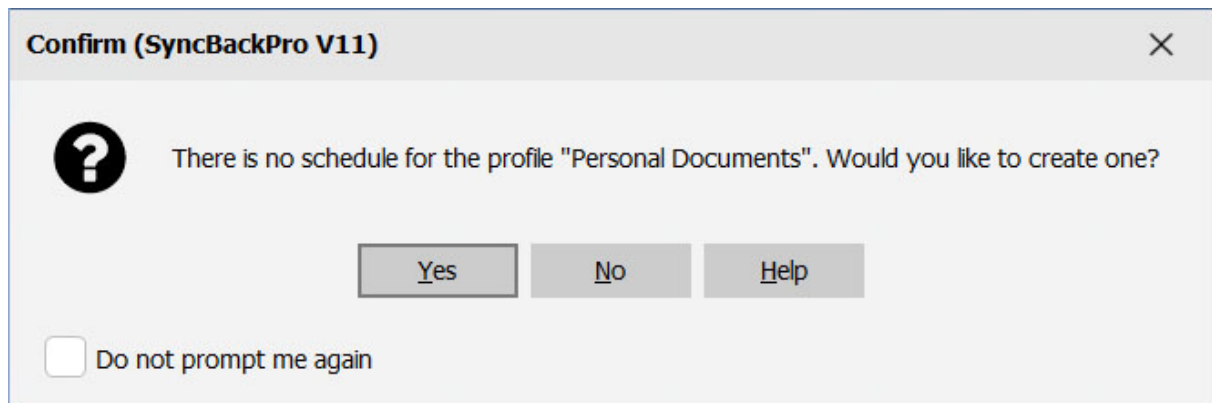 Confirm (SyncBackPro V11)
There is no schedule for the profile "Personal Documents". Would you like to create one?
Yes
No
Help
Do not prompt me again